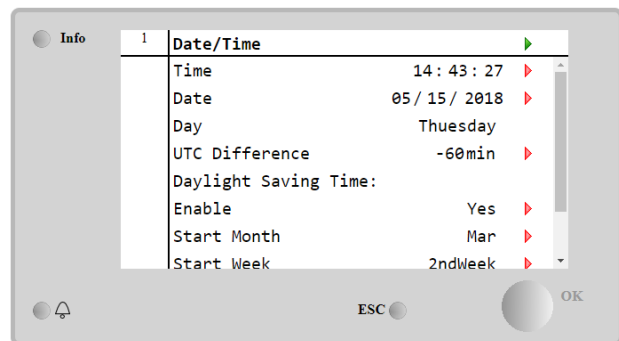 Info
1 Date/Time
Time 14:43:27
Date 05/15/2018
Day Thuesday
UTC Difference -60min
Daylight Saving Time:
Enable Yes
Start Month Mar
Start Week 2ndWeek
ESC
OK